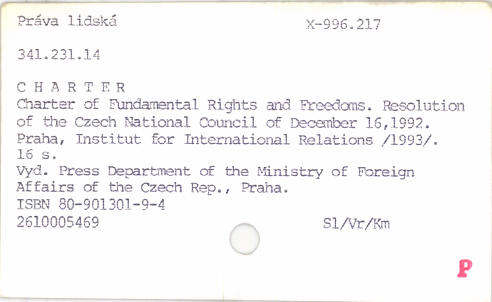 Práva lidská
X-996.217
341.231.14
C H A R T E R
Charter of Fundamental Rights and Freedoms. Resolution
of the Czech National Council of December 16,1992.
Praha, Institut for International Relations /1993/.
16 s.
Vyd. Press Department of the Ministry of Foreign
Affairs of the Czech Rep., Praha.
ISBN 80-901301-9-4
2610005469
Sl/Vr/Km
P